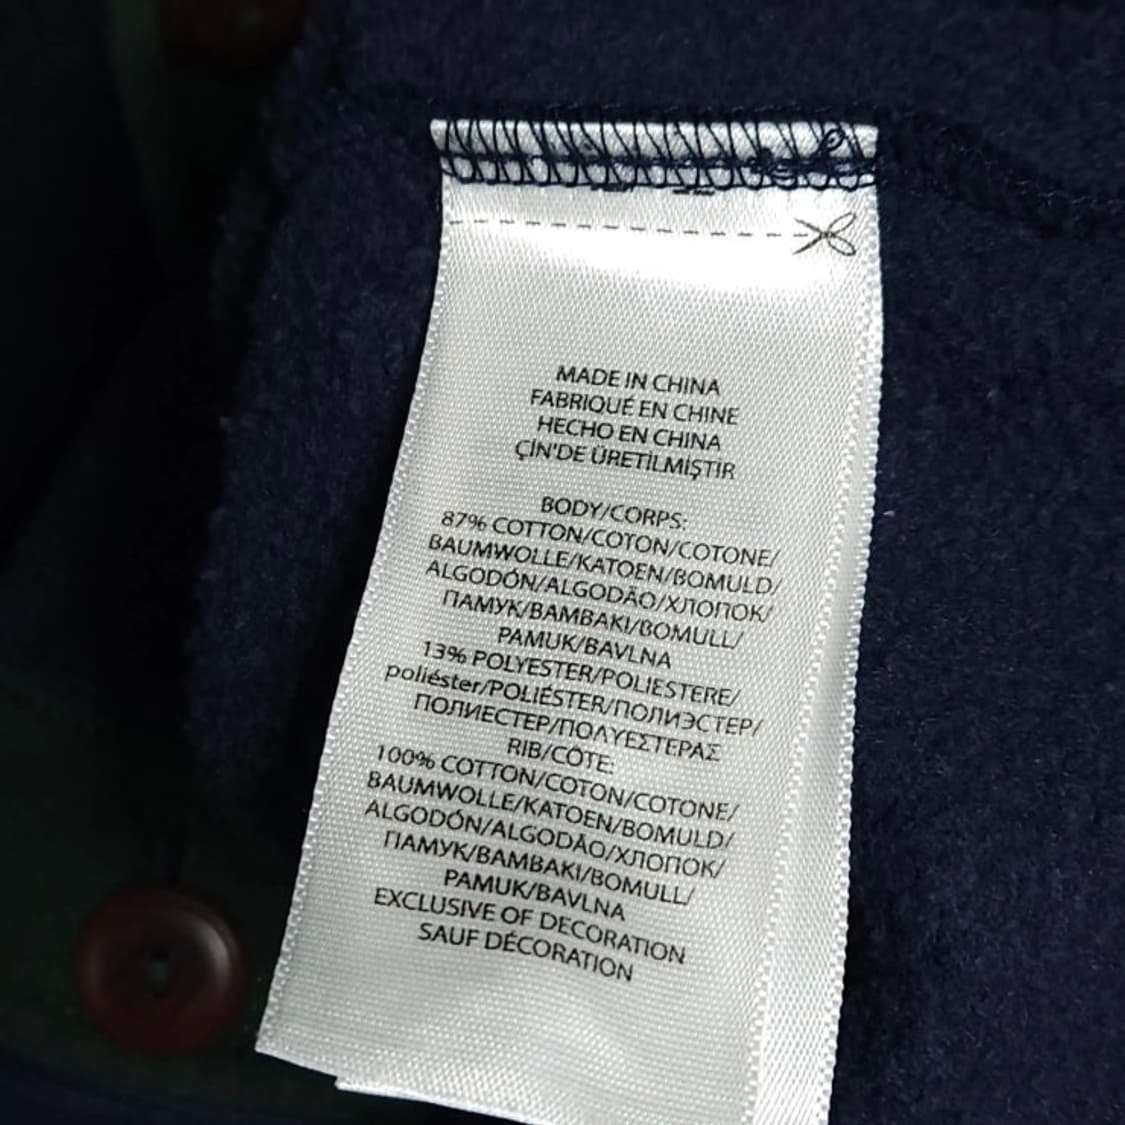 MADE IN CHINA
FABRIQUÉ EN CHINE
HECHO EN CHINA
ÇİN'DE ÜRETİLMİŞTİR
BODY/CORPS:
87% COTTON/COTON/COTONE/
BAUMWOLLE/KATOEN/BOMULD/
ALGODÓN/ALGODÃO/ХЛОПОК/
ПАМУК/ΒΑΜΒΑΚΙ/BOMULL/
PAMUK/BAVLNA
13% POLYESTER/POLIESTERE/
poliéster/POLIÉSTER/ПОЛИЭСТЕР/
ПОЛИЕСТЕР/ΠΟΛΥΕΣΤΕΡΑΣ
RIB/CÔTE:
100% COTTON/COTON/COTONE/
BAUMWOLLE/KATOEN/BOMULD/
ALGODÓN/ALGODÃO/ХЛОПОК/
ПАМУК/ΒΑΜΒΑΚΙ/BOMULL/
PAMUK/BAVLNA
EXCLUSIVE OF DECORATION
SAUF DÉCORATION